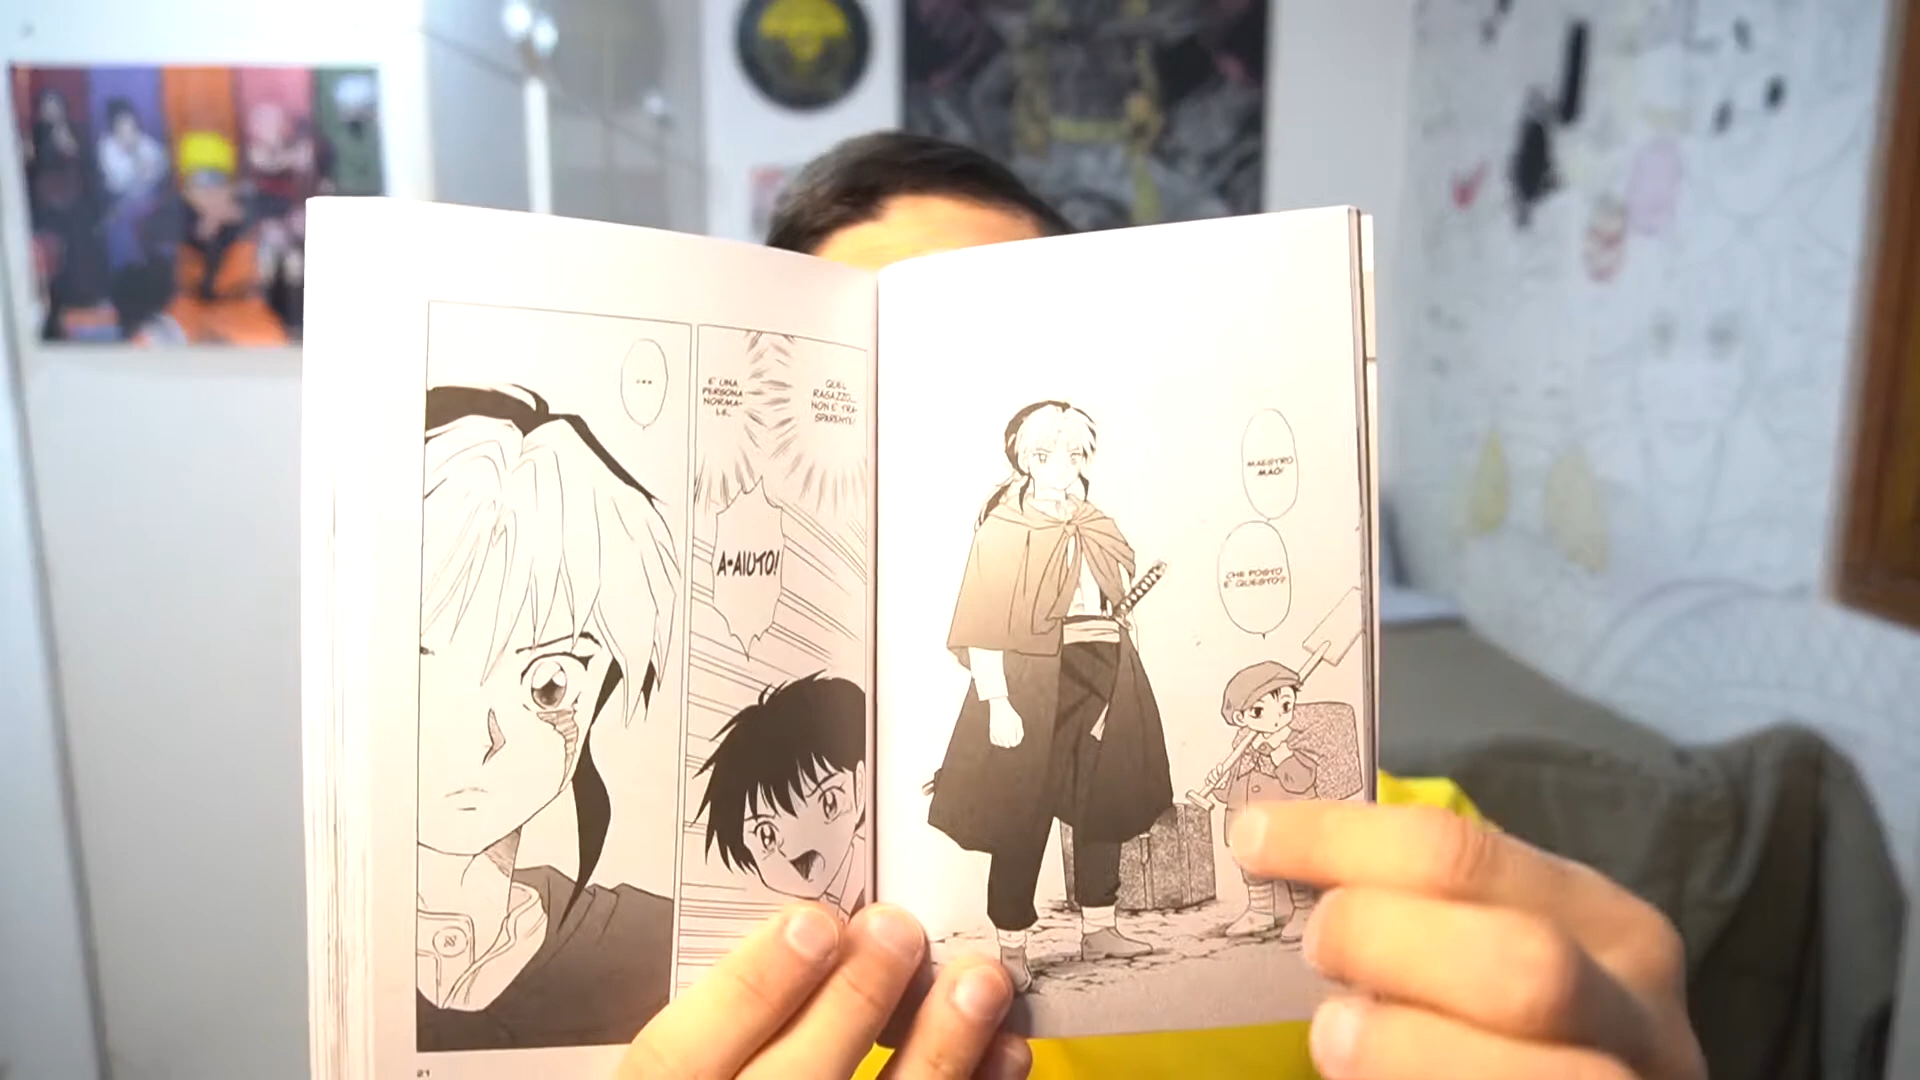 ...
QUEL
RAGAZZO...
NON È TRA-
SPARENTE!
È UNA
PERSONA
NORMA-
LE.
A-AIUTO!
MAESTRO
MAO!
CHE POSTO
È QUESTO?
21